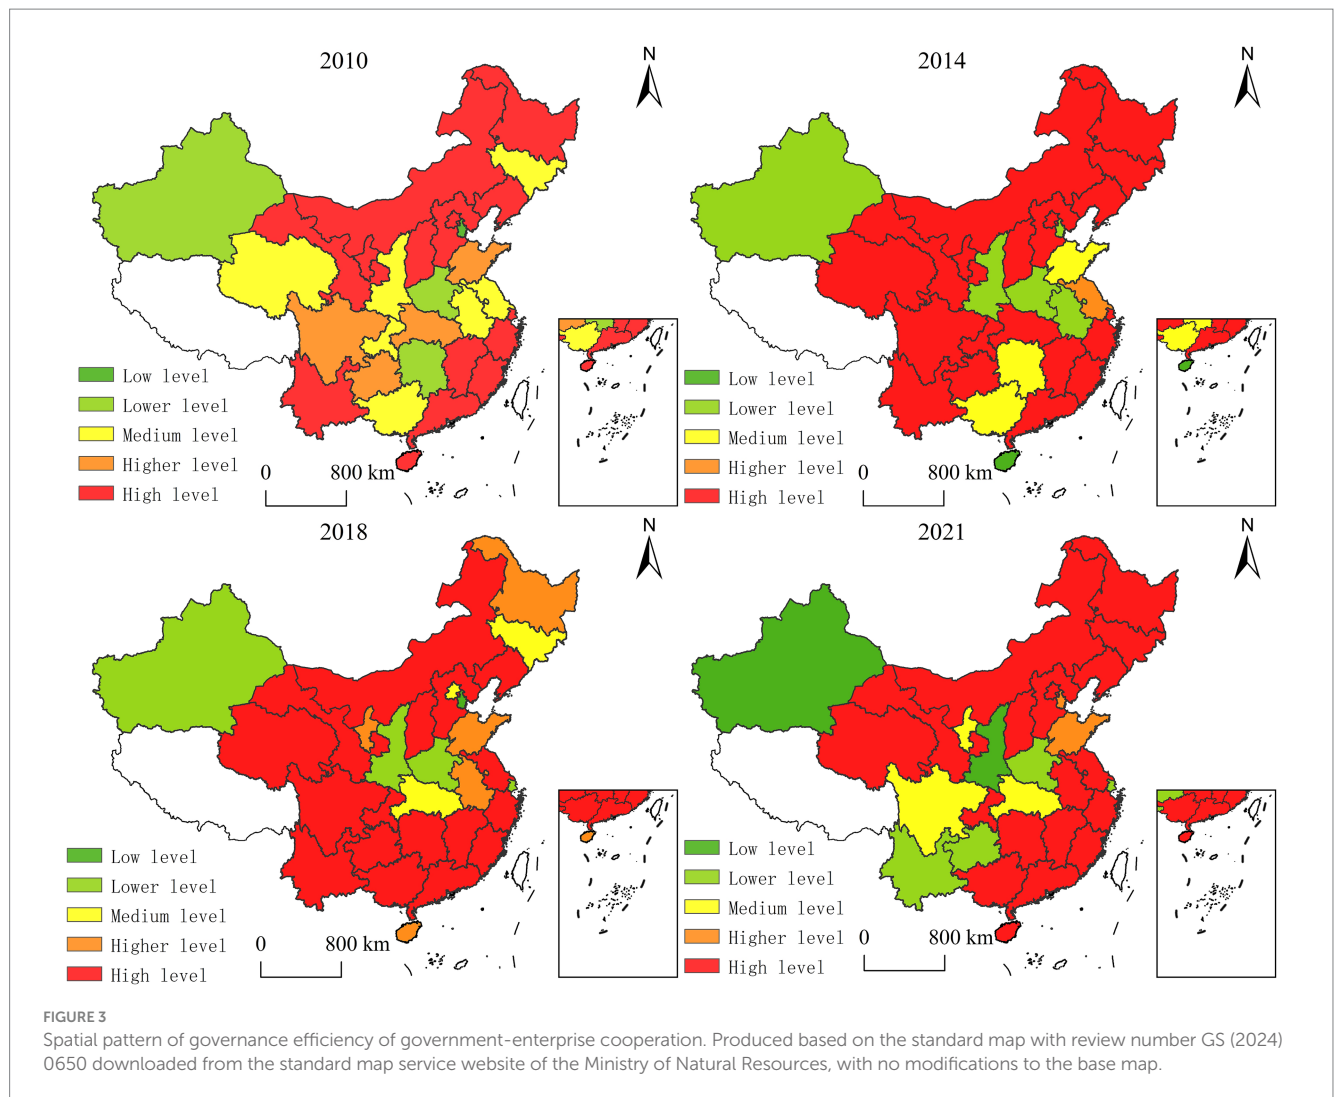 2010
N
Low level
Lower level
Medium level
Higher level
High level
0 800 km
2014
N
Low level
Lower level
Medium level
Higher level
High level
0 800 km
2018
N
Low level
Lower level
Medium level
Higher level
High level
0 800 km
2021
N
Low level
Lower level
Medium level
Higher level
High level
0 800 km
FIGURE 3
Spatial pattern of governance efficiency of government-enterprise cooperation. Produced based on the standard map with review number GS (2024)
0650 downloaded from the standard map service website of the Ministry of Natural Resources, with no modifications to the base map.